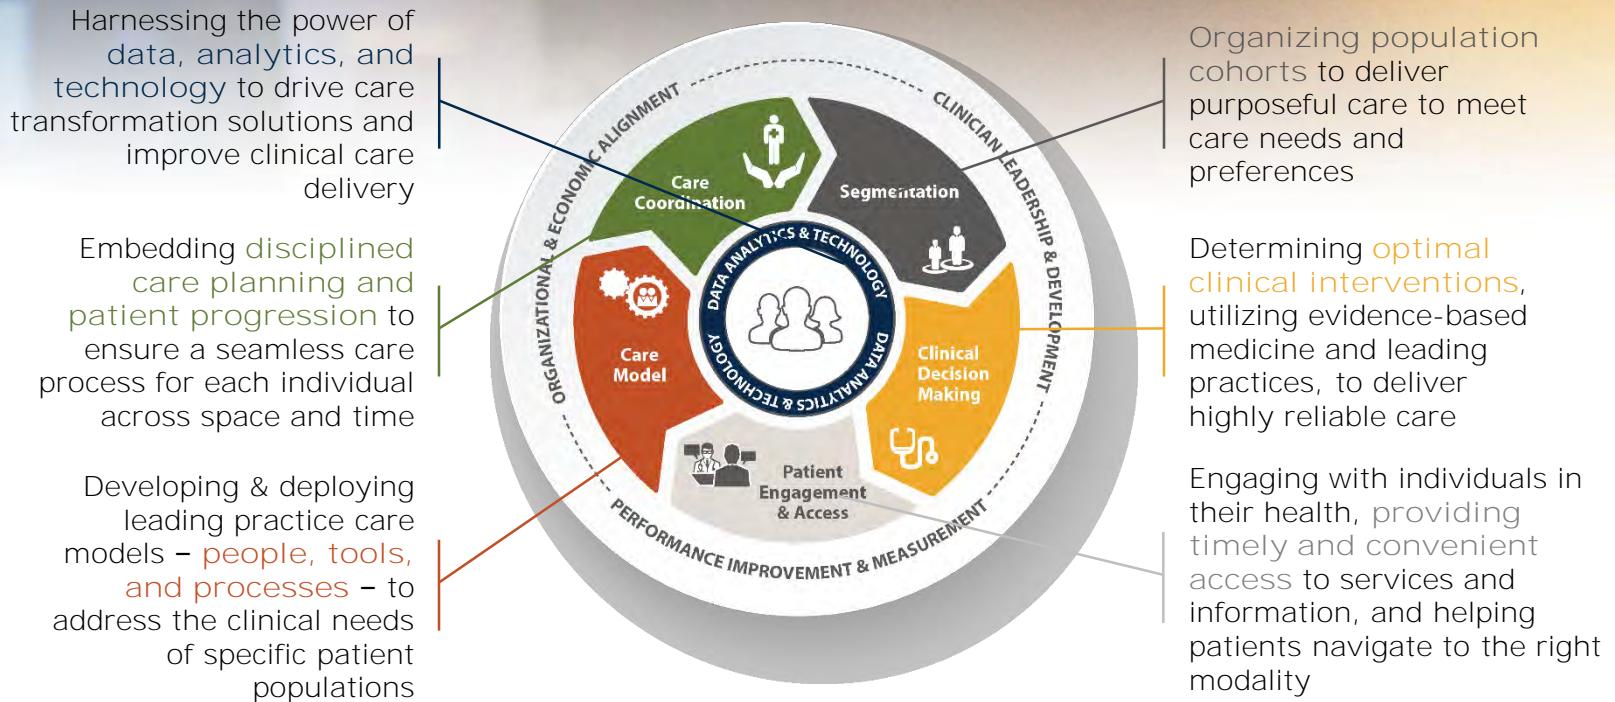 Harnessing the power of
data, analytics, and
technology to drive care
transformation solutions and
improve clinical care
delivery
Embedding disciplined
care planning and
patient progression to
ensure a seamless care
process for each individual
across space and time
Developing & deploying
leading practice care
models – people, tools,
and processes – to
address the clinical needs
of specific patient
populations
ORGANIZATIONAL & ECONOMIC ALIGNMENT
CLINICIAN LEADERSHIP & DEVELOPMENT
PERFORMANCE IMPROVEMENT & MEASUREMENT
Care
Coordination
Segmentation
Clinical
Decision
Making
Patient
Engagement
& Access
Care
Model
DATA ANALYTICS & TECHNOLOGY
DATA ANALYTICS & TECHNOLOGY
Organizing population
cohorts to deliver
purposeful care to meet
care needs and
preferences
Determining optimal
clinical interventions,
utilizing evidence-based
medicine and leading
practices, to deliver
highly reliable care
Engaging with individuals in
their health, providing
timely and convenient
access to services and
information, and helping
patients navigate to the right
modality